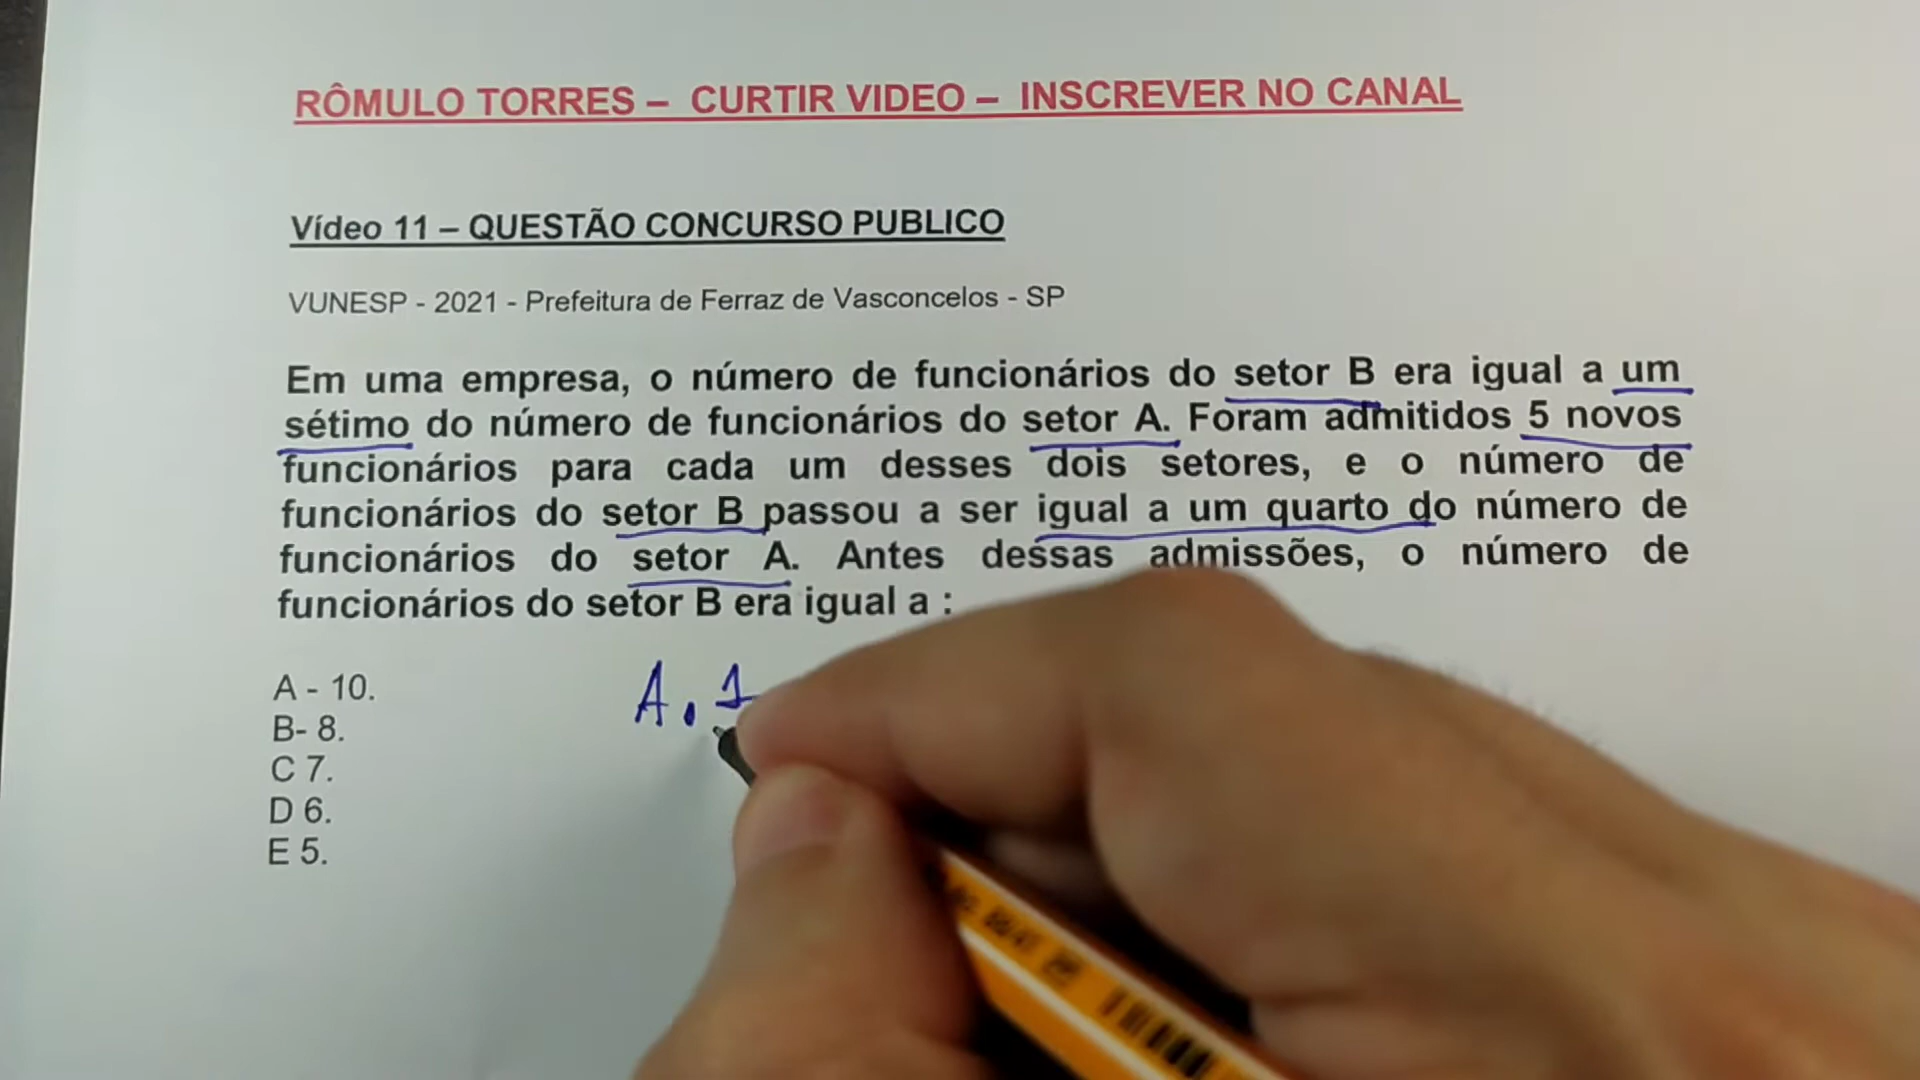 RÔMULO TORRES – CURTIR VIDEO – INSCREVER NO CANAL
Vídeo 11 – QUESTÃO CONCURSO PUBLICO
VUNESP - 2021 - Prefeitura de Ferraz de Vasconcelos - SP
Em uma empresa, o número de funcionários do setor B era igual a um
sétimo do número de funcionários do setor A. Foram admitidos 5 novos
funcionários para cada um desses dois setores, e o número de
funcionários do setor B passou a ser igual a um quarto do número de
funcionários do setor A. Antes dessas admissões, o número de
funcionários do setor B era igual a :
A - 10.
B- 8.
C 7.
D 6.
E 5.
A . 1